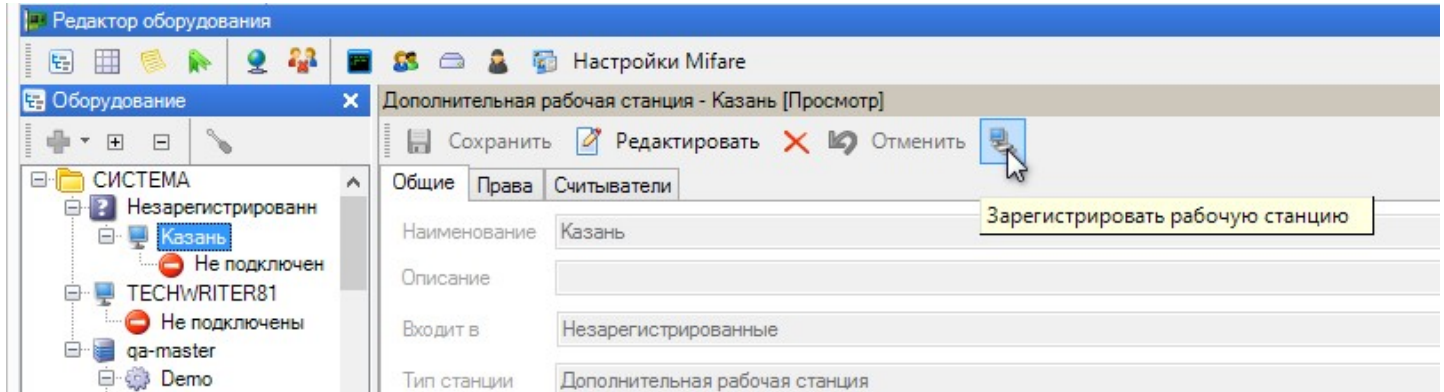 Редактор оборудования
Настройки Mifare
Оборудование
Дополнительная рабочая станция - Казань [Просмотр]
Сохранить Редактировать Отменить
СИСТЕМА
Незарегистрированн
Казань
Не подключен
TECHWRITER81
Не подключены
qa-master
Demo
Общие Права Считыватели
Зарегистрировать рабочую станцию
Наименование Казань
Описание
Входит в Незарегистрированные
Тип станции Дополнительная рабочая станция